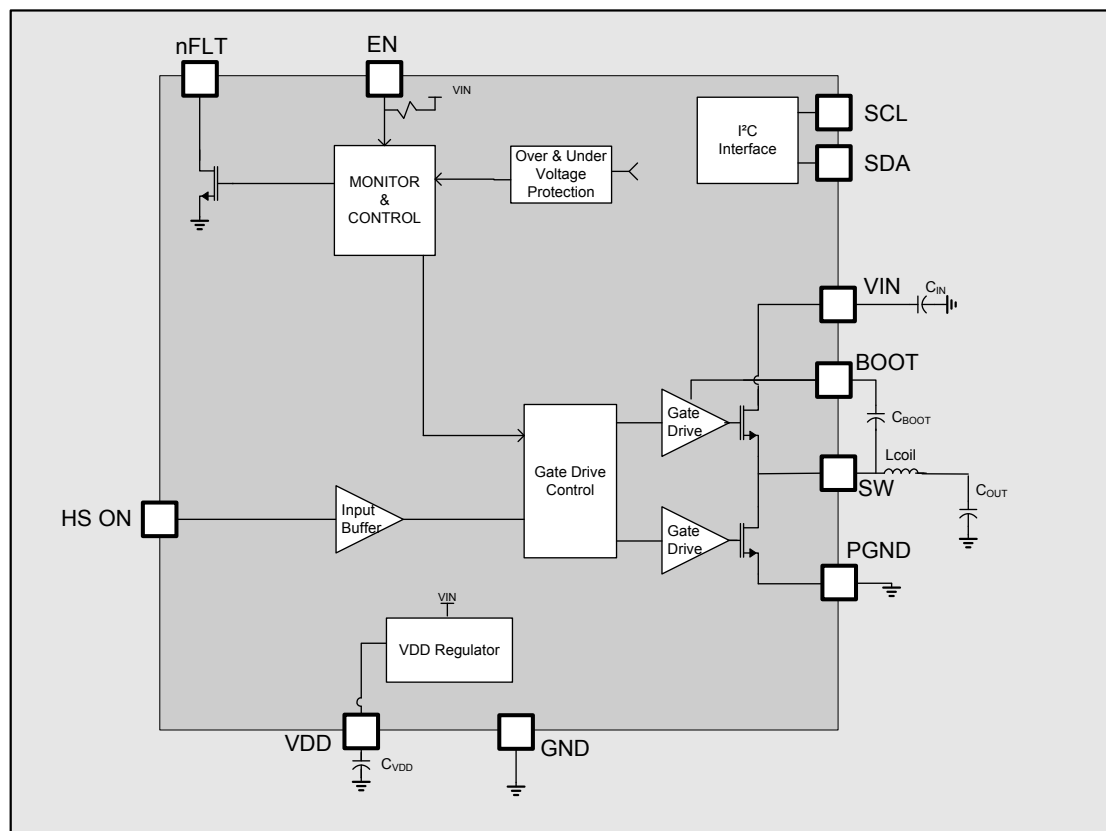 nFLT
EN
VIN
SCL
I²C
Interface
SDA
MONITOR
&
CONTROL
Over & Under
Voltage
Protection
VIN
CIN
BOOT
Gate
Drive
CBOOT
Lcoil
SW
COUT
Gate Drive
Control
HS ON
Input
Buffer
Gate
Drive
PGND
VIN
VDD Regulator
VDD
CVDD
GND